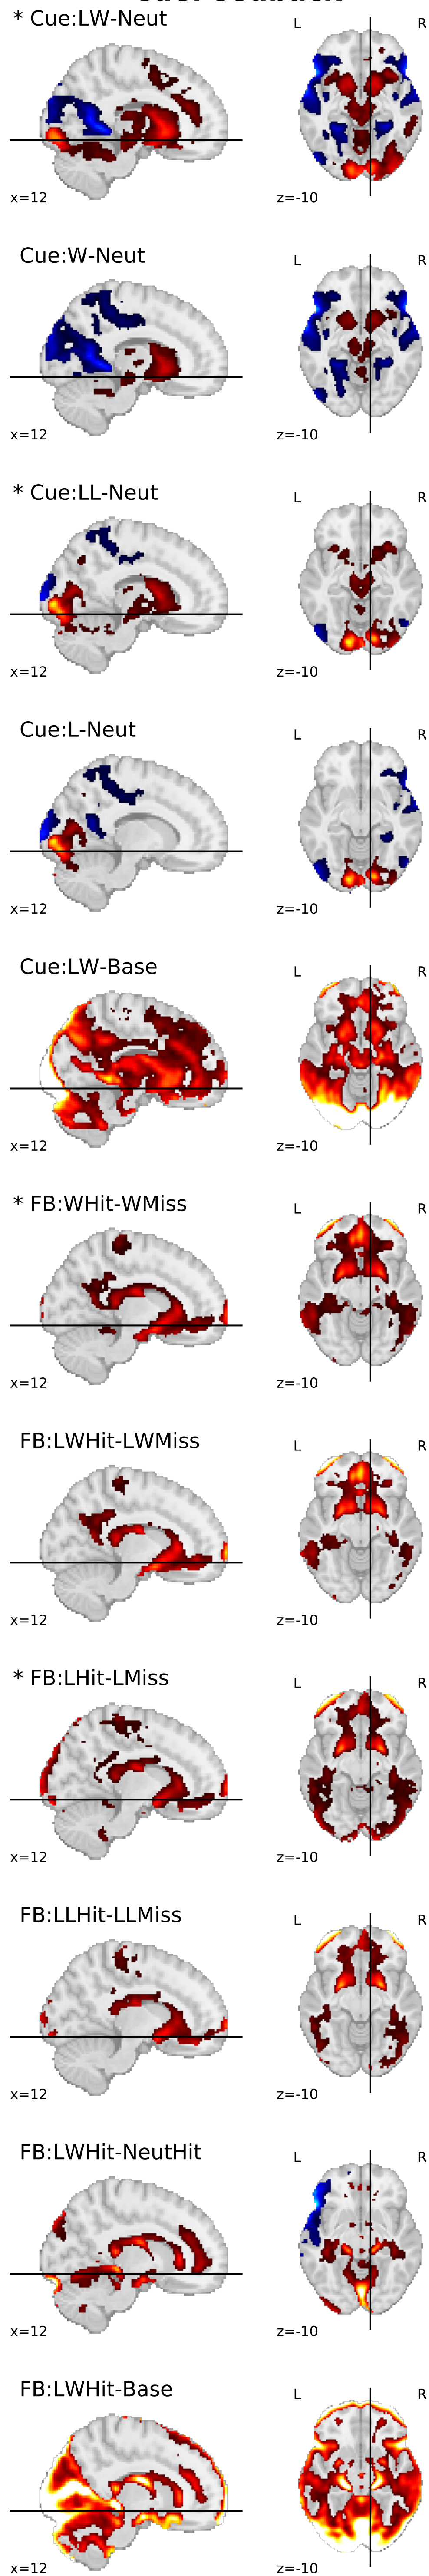 * Cue:LW-Neut
L R
x=12 z=-10
Cue:W-Neut
L R
x=12 z=-10
* Cue:LL-Neut
L R
x=12 z=-10
Cue:L-Neut
L R
x=12 z=-10
Cue:LW-Base
L R
x=12 z=-10
* FB:WHit-WMiss
L R
x=12 z=-10
FB:LWHit-LWMiss
L R
x=12 z=-10
* FB:LHit-LMiss
L R
x=12 z=-10
FB:LLHit-LLMiss
L R
x=12 z=-10
FB:LWHit-NeutHit
L R
x=12 z=-10
FB:LWHit-Base
L R
x=12 z=-10